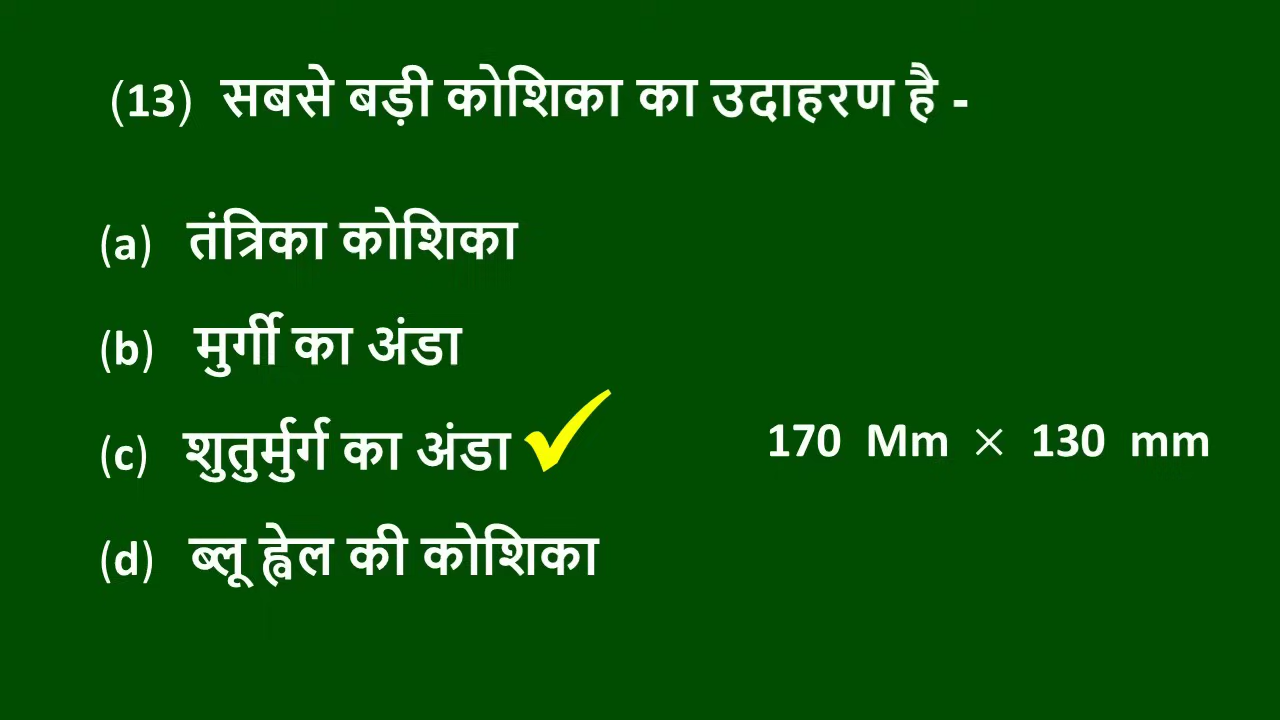 (13) सबसे बड़ी कोशिका का उदाहरण है -
(a) तंत्रिका कोशिका
(b) मुर्गी का अंडा
(c) शुतुर्मुर्ग का अंडा ✓ 170 Mm × 130 mm
(d) ब्लू ह्वेल की कोशिका